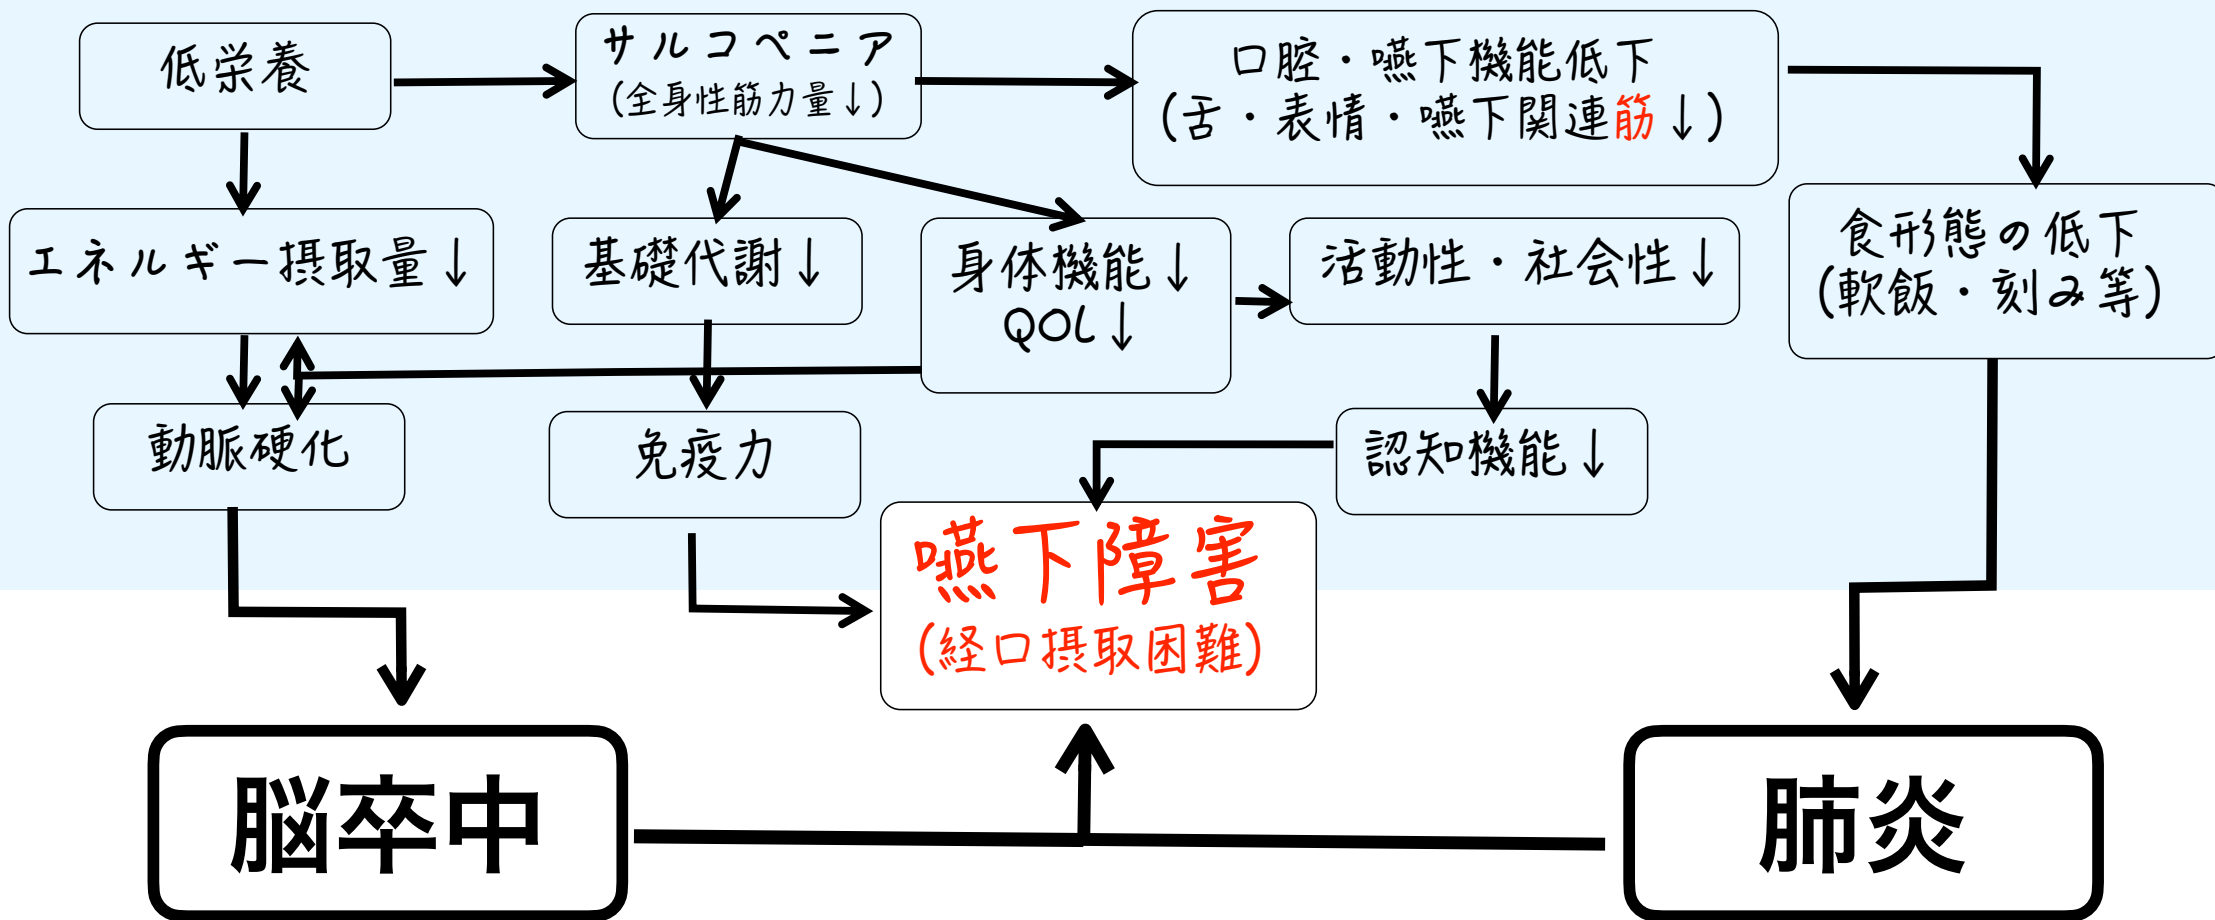 低栄養
サルコペニア
(全身性筋力量↓)
口腔・嚥下機能低下
(舌・表情・嚥下関連筋↓)
エネルギー摂取量↓
基礎代謝↓
身体機能↓
QOL↓
活動性・社会性↓
食形態の低下
(軟飯・刻み等)
動脈硬化
免疫力
認知機能↓
嚥下障害
(経口摂取困難)
脳卒中
肺炎